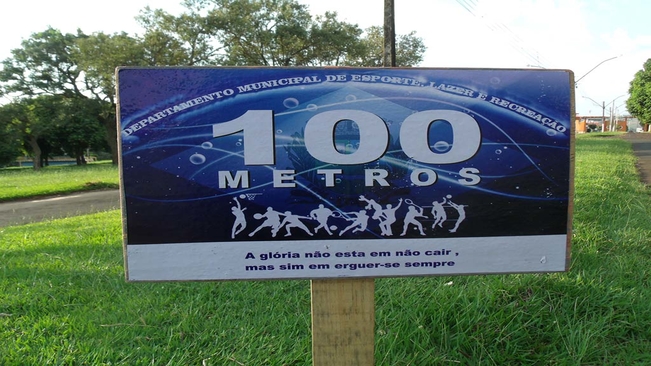 DEPARTAMENTO MUNICIPAL DE ESPORTE, LAZER E RECREAÇÃO
100
METROS
A glória não esta em não cair ,
mas sim em erguer-se sempre